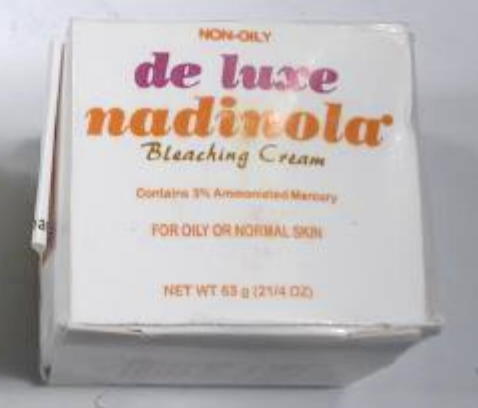 NON-OILY
de luxe
nadinola
Bleaching Cream
Contains 3% Ammoniated Mercury
FOR OILY OR NORMAL SKIN
NET WT 63 g (21/4 OZ)